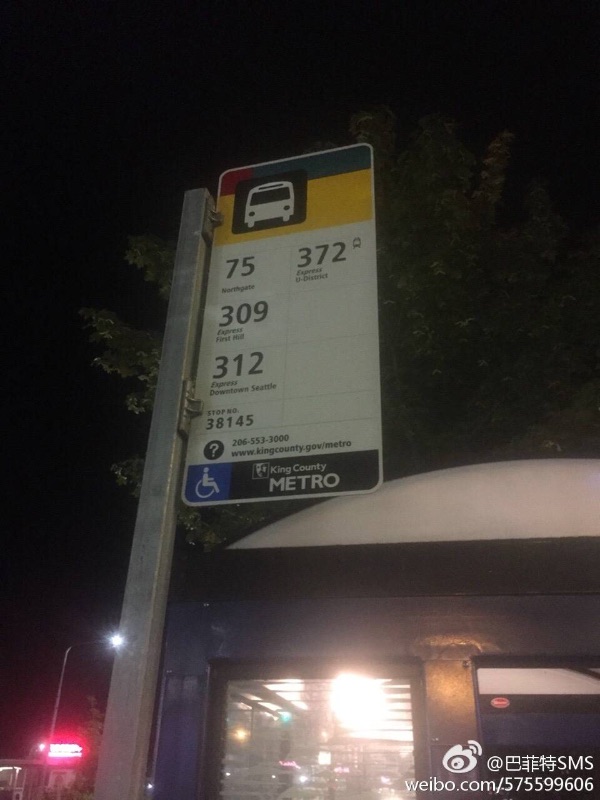 75
Northgate
372
Express
U-District
309
Express
First Hill
312
Express
Downtown Seattle
STOP NO.
38145
?
206-553-3000
www.kingcounty.gov/metro
King County
METRO
@巴菲特SMS
weibo.com/575599606